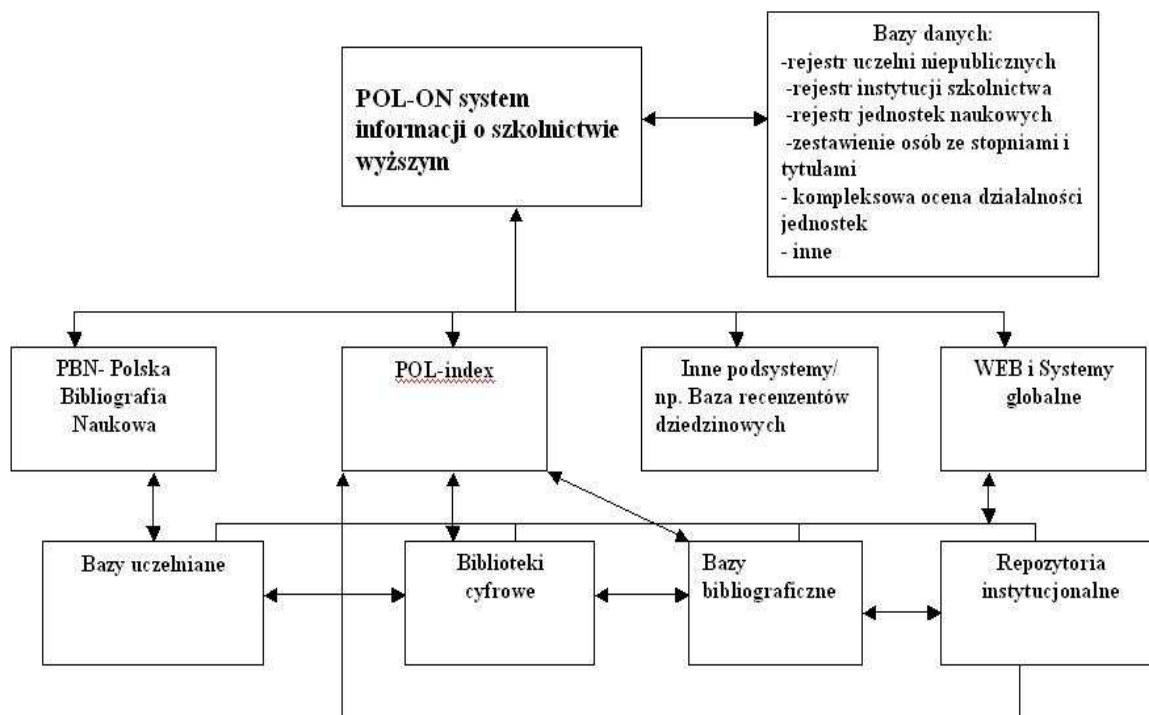 POL-ON system
informacji o szkolnictwie
wyższym
Bazy danych:
-rejestr uczelni niepublicznych
-rejestr instytucji szkolnictwa
-rejestr jednostek naukowych
-zestawienie osób ze stopniami i
tytułami
- kompleksowa ocena działalności
jednostek
- inne
PBN- Polska
Bibliografia
Naukowa
POL-index
Inne podsystemy/
np. Baza recenzentów
dziedzinowych
WEB i Systemy
globalne
Bazy uczelniane
Biblioteki
cyfrowe
Bazy
bibliograficzne
Repozytoria
instytucjonalne